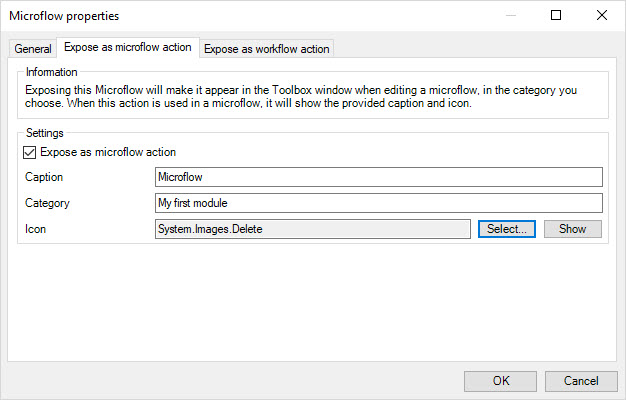 Microflow properties
General
Expose as microflow action
Expose as workflow action
Information
Exposing this Microflow will make it appear in the Toolbox window when editing a microflow, in the category you
choose. When this action is used in a microflow, it will show the provided caption and icon.
Settings
Expose as microflow action
Caption
Microflow
Category
My first module
Icon
System.Images.Delete
Select...
Show
OK
Cancel